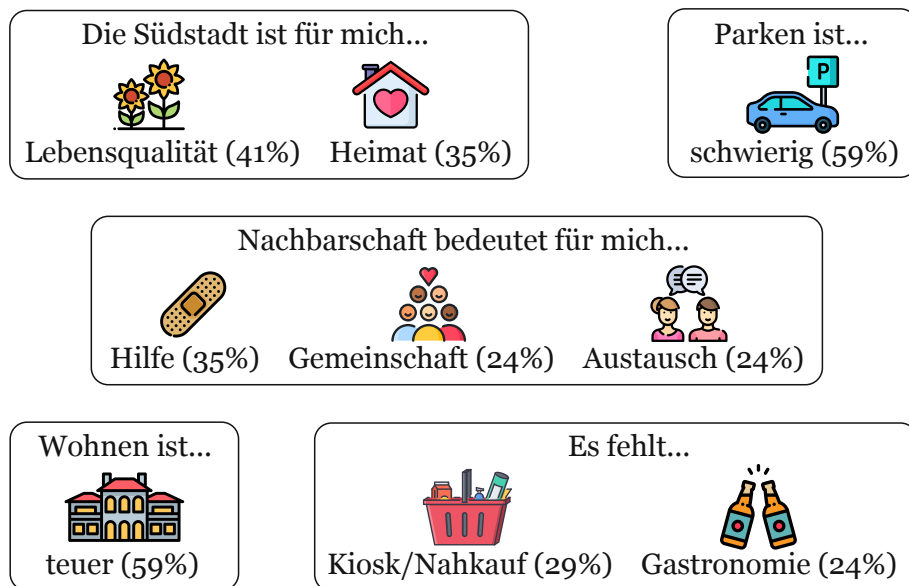 Die Südstadt ist für mich...
Lebensqualität (41%) Heimat (35%)
Parken ist...
P
schwierig (59%)
Nachbarschaft bedeutet für mich...
Hilfe (35%) Gemeinschaft (24%) Austausch (24%)
Wohnen ist...
teuer (59%)
Es fehlt...
Kiosk/Nahkauf (29%) Gastronomie (24%)